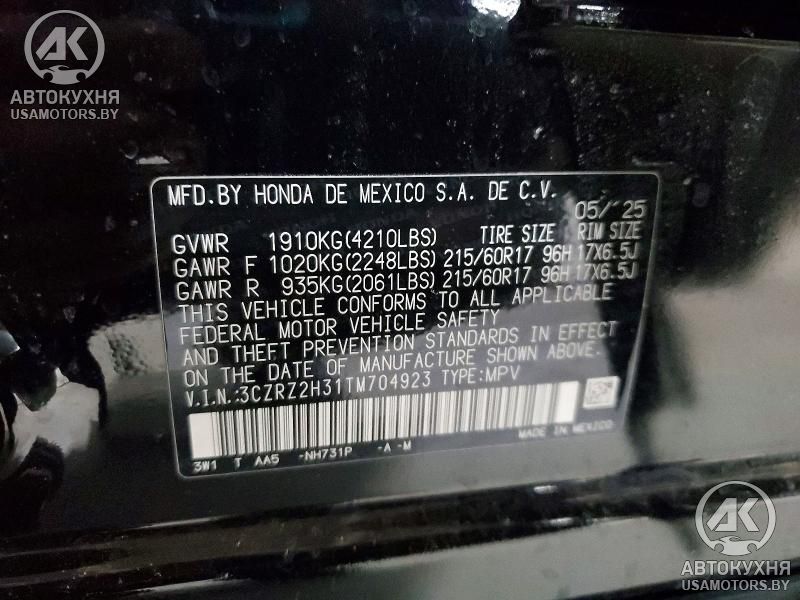 AK
АВТОКУХНЯ
USAMOTORS.BY
MFD.BY HONDA DE MEXICO S.A. DE C.V.
05/ 25
GVWR 1910KG(4210LBS) TIRE SIZE RIM SIZE
GAWR F 1020KG(2248LBS) 215/60R17 96H 17X6.5J
GAWR R 935KG(2061LBS) 215/60R17 96H 17X6.5J
THIS VEHICLE CONFORMS TO ALL APPLICABLE
FEDERAL MOTOR VEHICLE SAFETY
AND THEFT PREVENTION STANDARDS IN EFFECT
ON THE DATE OF MANUFACTURE SHOWN ABOVE.
V.I.N.:3CZRZ2H31TM704923 TYPE:MPV
MADE IN MEXICO
3W1 T AA5 -NH731P -A -M
AK
АВТОКУХНЯ
USAMOTORS.BY